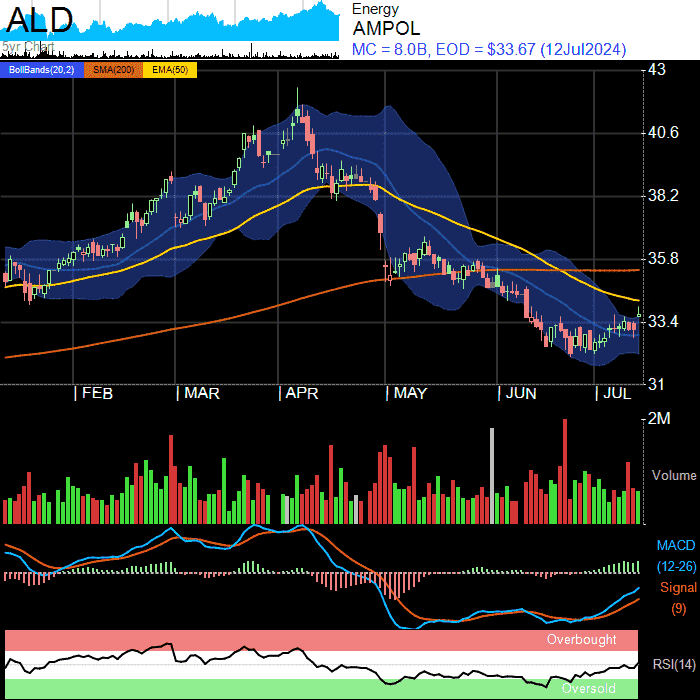 ALD
5yr Chart
Energy
AMPOL
MC = 8.0B, EOD = $33.67 (12Jul2024)
BollBands(20,2) SMA(200) EMA(50)
43
40.6
38.2
35.8
33.4
31
| FEB | MAR | APR | MAY | JUN | JUL
2M
Volume
MACD
(12-26)
Signal
(9)
Overbought
RSI(14)
Oversold